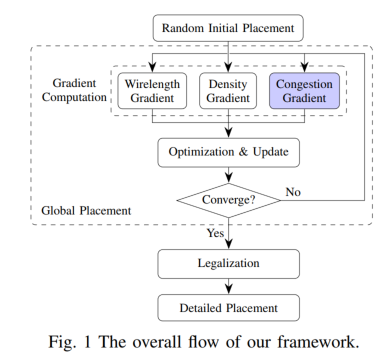 Random Initial Placement
Gradient
Computation
Wirelength
Gradient
Density
Gradient
Congestion
Gradient
Optimization & Update
Converge?
No
Global Placement
Yes
Legalization
Detailed Placement
Fig. 1 The overall flow of our framework.